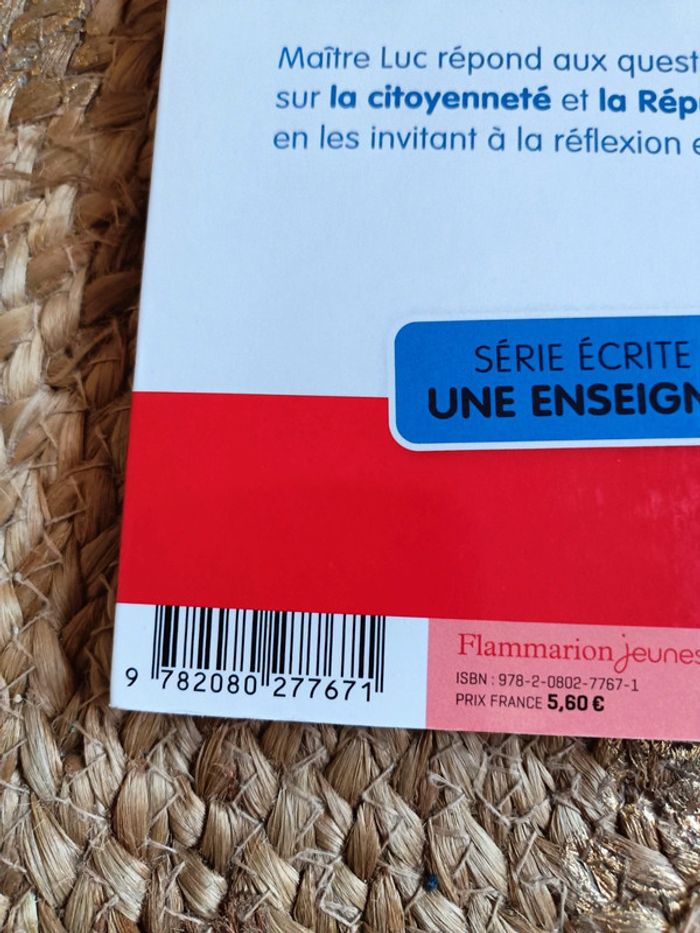 Maître Luc répond aux quest
sur la citoyenneté et la Rép
en les invitant à la réflexion e
SÉRIE ÉCRITE
UNE ENSEIGN
Flammarion jeunes
ISBN : 978-2-0802-7767-1
PRIX FRANCE 5,60 €
9 782080 277671